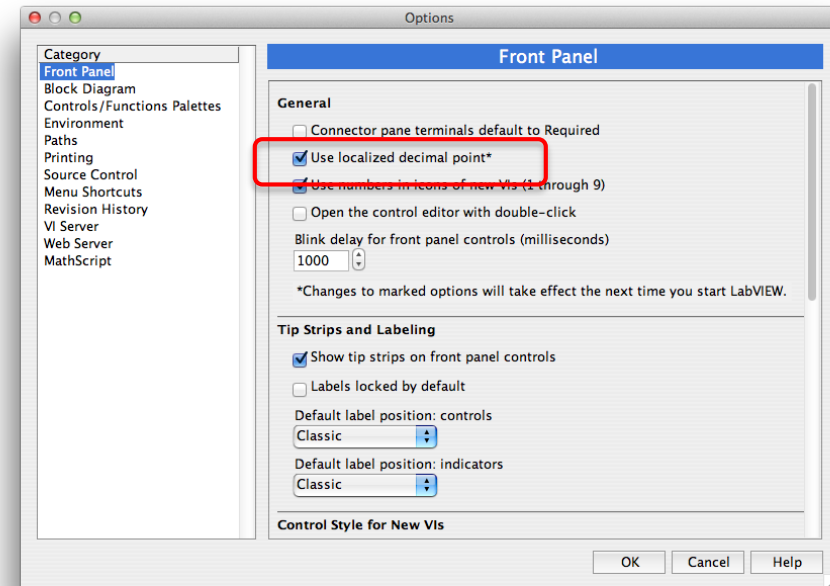 Options
Category
Front Panel
Block Diagram
Controls/Functions Palettes
Environment
Paths
Printing
Source Control
Menu Shortcuts
Revision History
VI Server
Web Server
MathScript
Front Panel
General
Connector pane terminals default to Required
Use localized decimal point*
Use numbers in icons of new VIs (1 through 9)
Open the control editor with double-click
Blink delay for front panel controls (milliseconds)
1000
*Changes to marked options will take effect the next time you start LabVIEW.
Tip Strips and Labeling
Show tip strips on front panel controls
Labels locked by default
Default label position: controls
Classic
Default label position: indicators
Classic
Control Style for New VIs
OK Cancel Help